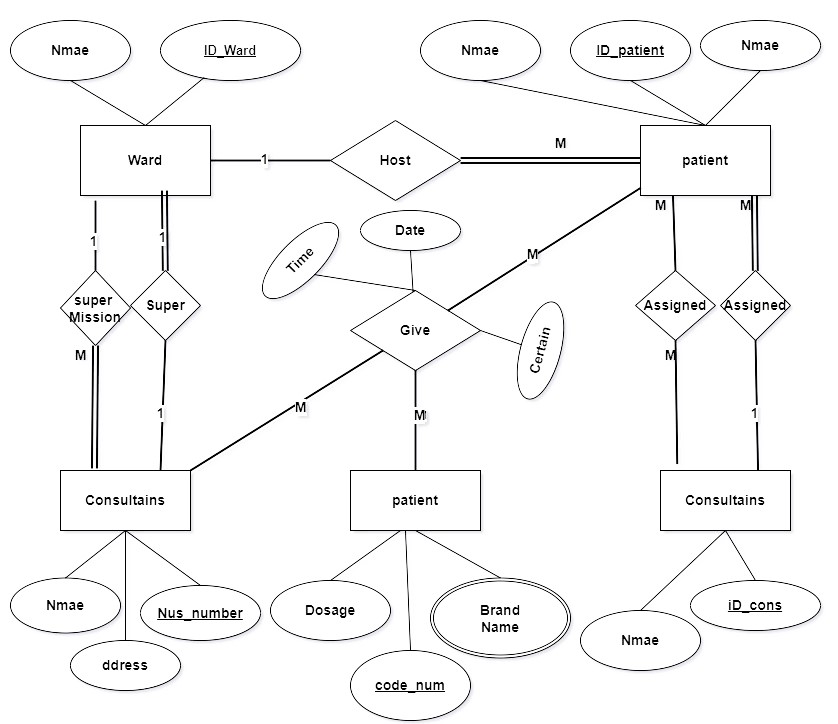 Nmae
ID_Ward
Nmae
ID_patient
Nmae
Ward
1
Host
M
patient
M
M
1
1
Date
Time
M
super
Mission
Super
Give
Certain
Assigned
Assigned
M
M
1
M
M
1
Consultains
patient
Consultains
Nmae
Nus_number
ddress
Dosage
Brand
Name
code_num
Nmae
iD_cons